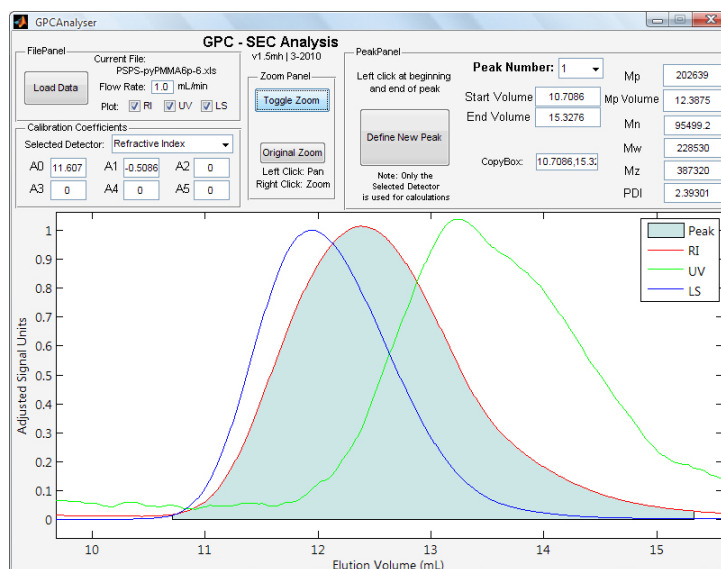 GPCAnalyser
GPC - SEC Analysis
v1.5mh | 3-2010
FilePanel
Current File:
PSPS-pyPMMA6p-6.xls
Load Data
Flow Rate: 1.0 mL/min
Plot: RI UV LS
Calibration Coefficients
Selected Detector: Refractive Index
A0 11.607 A1 -0.5086 A2 0
A3 0 A4 0 A5 0
Zoom Panel
Toggle Zoom
Original Zoom
Left Click: Pan
Right Click: Zoom
PeakPanel
Left click at beginning
and end of peak
Define New Peak
Note: Only the
Selected Detector
is used for calculations
Peak Number: 1
Start Volume 10.7086
End Volume 15.3276
CopyBox: 10.7086,15.32
Mp 202639
Mp Volume 12.3875
Mn 95499.2
Mw 228530
Mz 387320
PDI 2.39301
Adjusted Signal Units
1
0.9
0.8
0.7
0.6
0.5
0.4
0.3
0.2
0.1
0
10 11 12 13 14 15
Elution Volume (mL)
Peak
RI
UV
LS